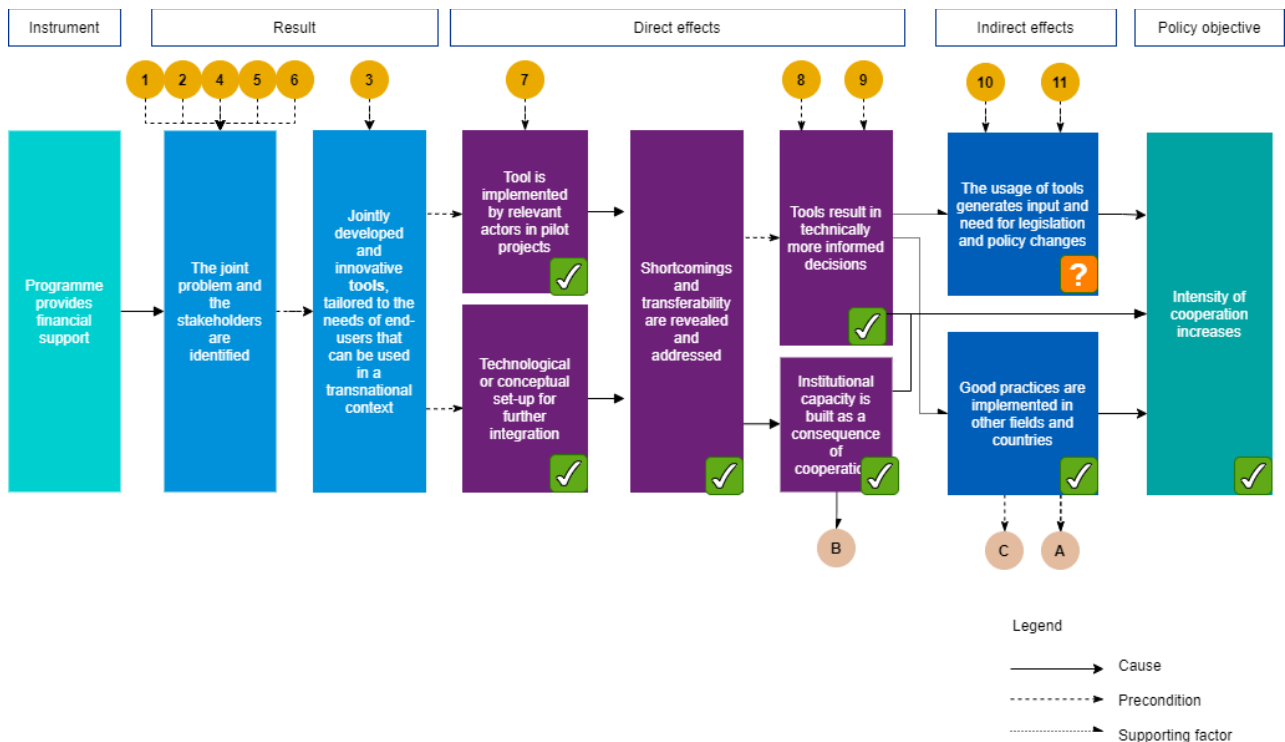 Instrument
Result
Direct effects
Indirect effects
Policy objective
1
2
4
5
6
3
7
8
9
10
11
Programme
provides
financial
support
The joint
problem and
the
stakeholders
are
identified
Jointly
developed
and
innovative
tools,
tailored to the
needs of end-
users that
can be used
in a
transnational
context
Tool is
implemented
by relevant
actors in pilot
projects
Technological
or conceptual
set-up for
further
integration
Shortcomings
and
transferability
are revealed
and
addressed
Tools result in
technically
more informed
decisions
Institutional
capacity is
built as a
consequence
of
cooperation
The usage of tools
generates input and
need for legislation
and policy changes
?
Good practices are
implemented in
other fields and
countries
Intensity of
cooperation
increases
B
C
A
Legend
Cause
Precondition
Supporting factor